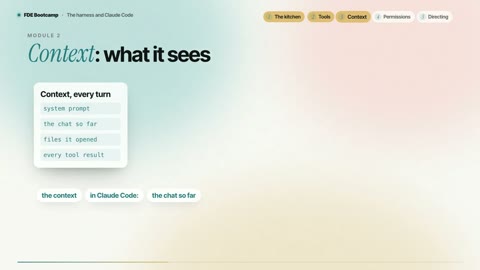 FDE Bootcamp / The harness and Claude Code
The kitchen
Tools
Context
Permissions
Directing
MODULE 2
Context: what it sees
Context, every turn
system prompt
the chat so far
files it opened
every tool result
the context
in Claude Code:
the chat so far